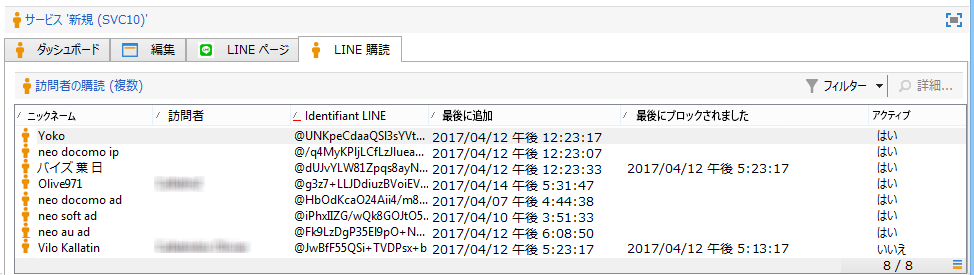 サービス '新規 (SVC10)'
ダッシュボード 編集 LINE ページ LINE 購読
訪問者の購読 (複数) フィルター 詳細...
ニックネーム 訪問者 Identifiant LINE 最後に追加 最後にブロックされました アクティブ
Yoko @UNKpeCdaaQSI3sYVt... 2017/04/12 午後 12:23:17 はい
neo docomo ip @/q4MyKPIjLCfLzJIuea... 2017/04/12 午後 12:23:07 はい
バイズ 葉 日 @dUJvYLW81Zpqs8ayN... 2017/04/12 午後 12:23:33 2017/04/12 午後 5:23:17 はい
Olive971 @g3z7+LLJDdiuzBVoiEV... 2017/04/14 午後 5:31:47 はい
neo docomo ad @HbOdKcaO24Aii4/m8... 2017/04/07 午後 4:44:38 はい
neo soft ad @iPhxIIZG/wQk8GOJtO5... 2017/04/10 午後 3:51:33 はい
neo au ad @Fk9LzDgP35El9pO+N... 2017/04/12 午後 6:08:50 はい
Vilo Kallatin @JwBfF55QSi+TVDPsx+b 2017/04/12 午後 5:23:17 2017/04/12 午後 5:13:17 いいえ
8 / 8